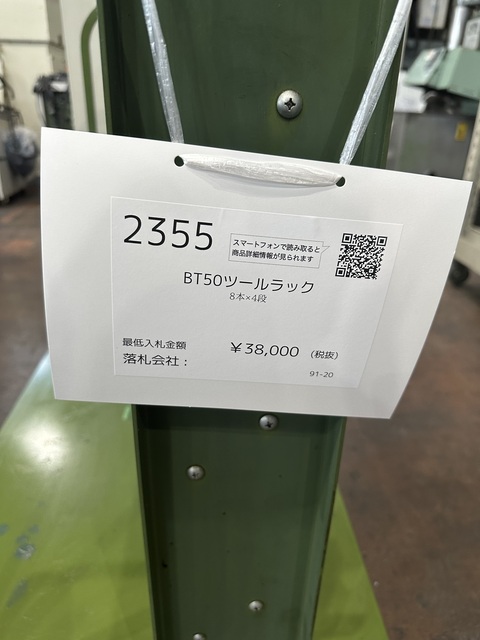 2355
スマートフォンで読み取ると
商品詳細情報が見られます
BT50ツールラック
8本×4段
最低入札金額 ￥38,000 (税抜)
落札会社：
91-20